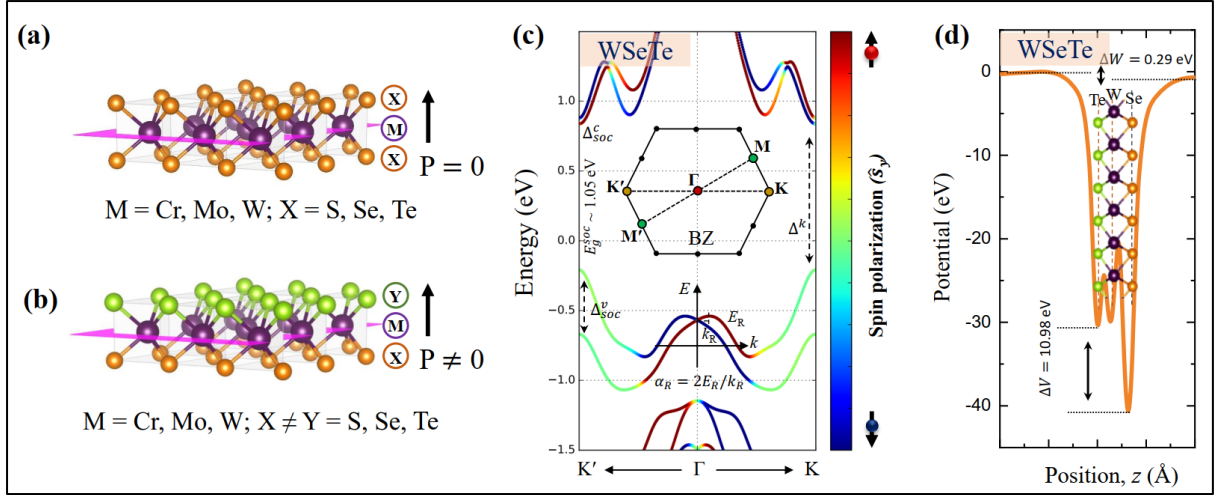 (a)
X
M
X
P = 0
M = Cr, Mo, W; X = S, Se, Te
(b)
Y
M
X
P ≠ 0
M = Cr, Mo, W; X ≠ Y = S, Se, Te
(c)
WSeTe
Energy (eV)
1.0
0.5
0.0
−0.5
−1.0
−1.5
Δ^c_soc
E_g^soc ~ 1.05 eV
Δ^v_soc
Δ^k
M
K′
Γ
K
M′
BZ
E
E_R
k_R
k
α_R = 2E_R/k_R
K′
Γ
K
Spin polarization (ŝ_y)
(d)
WSeTe
ΔW = 0.29 eV
Te
W
Se
Potential (eV)
0
-10
-20
-30
-40
ΔV = 10.98 eV
Position, z (Å)